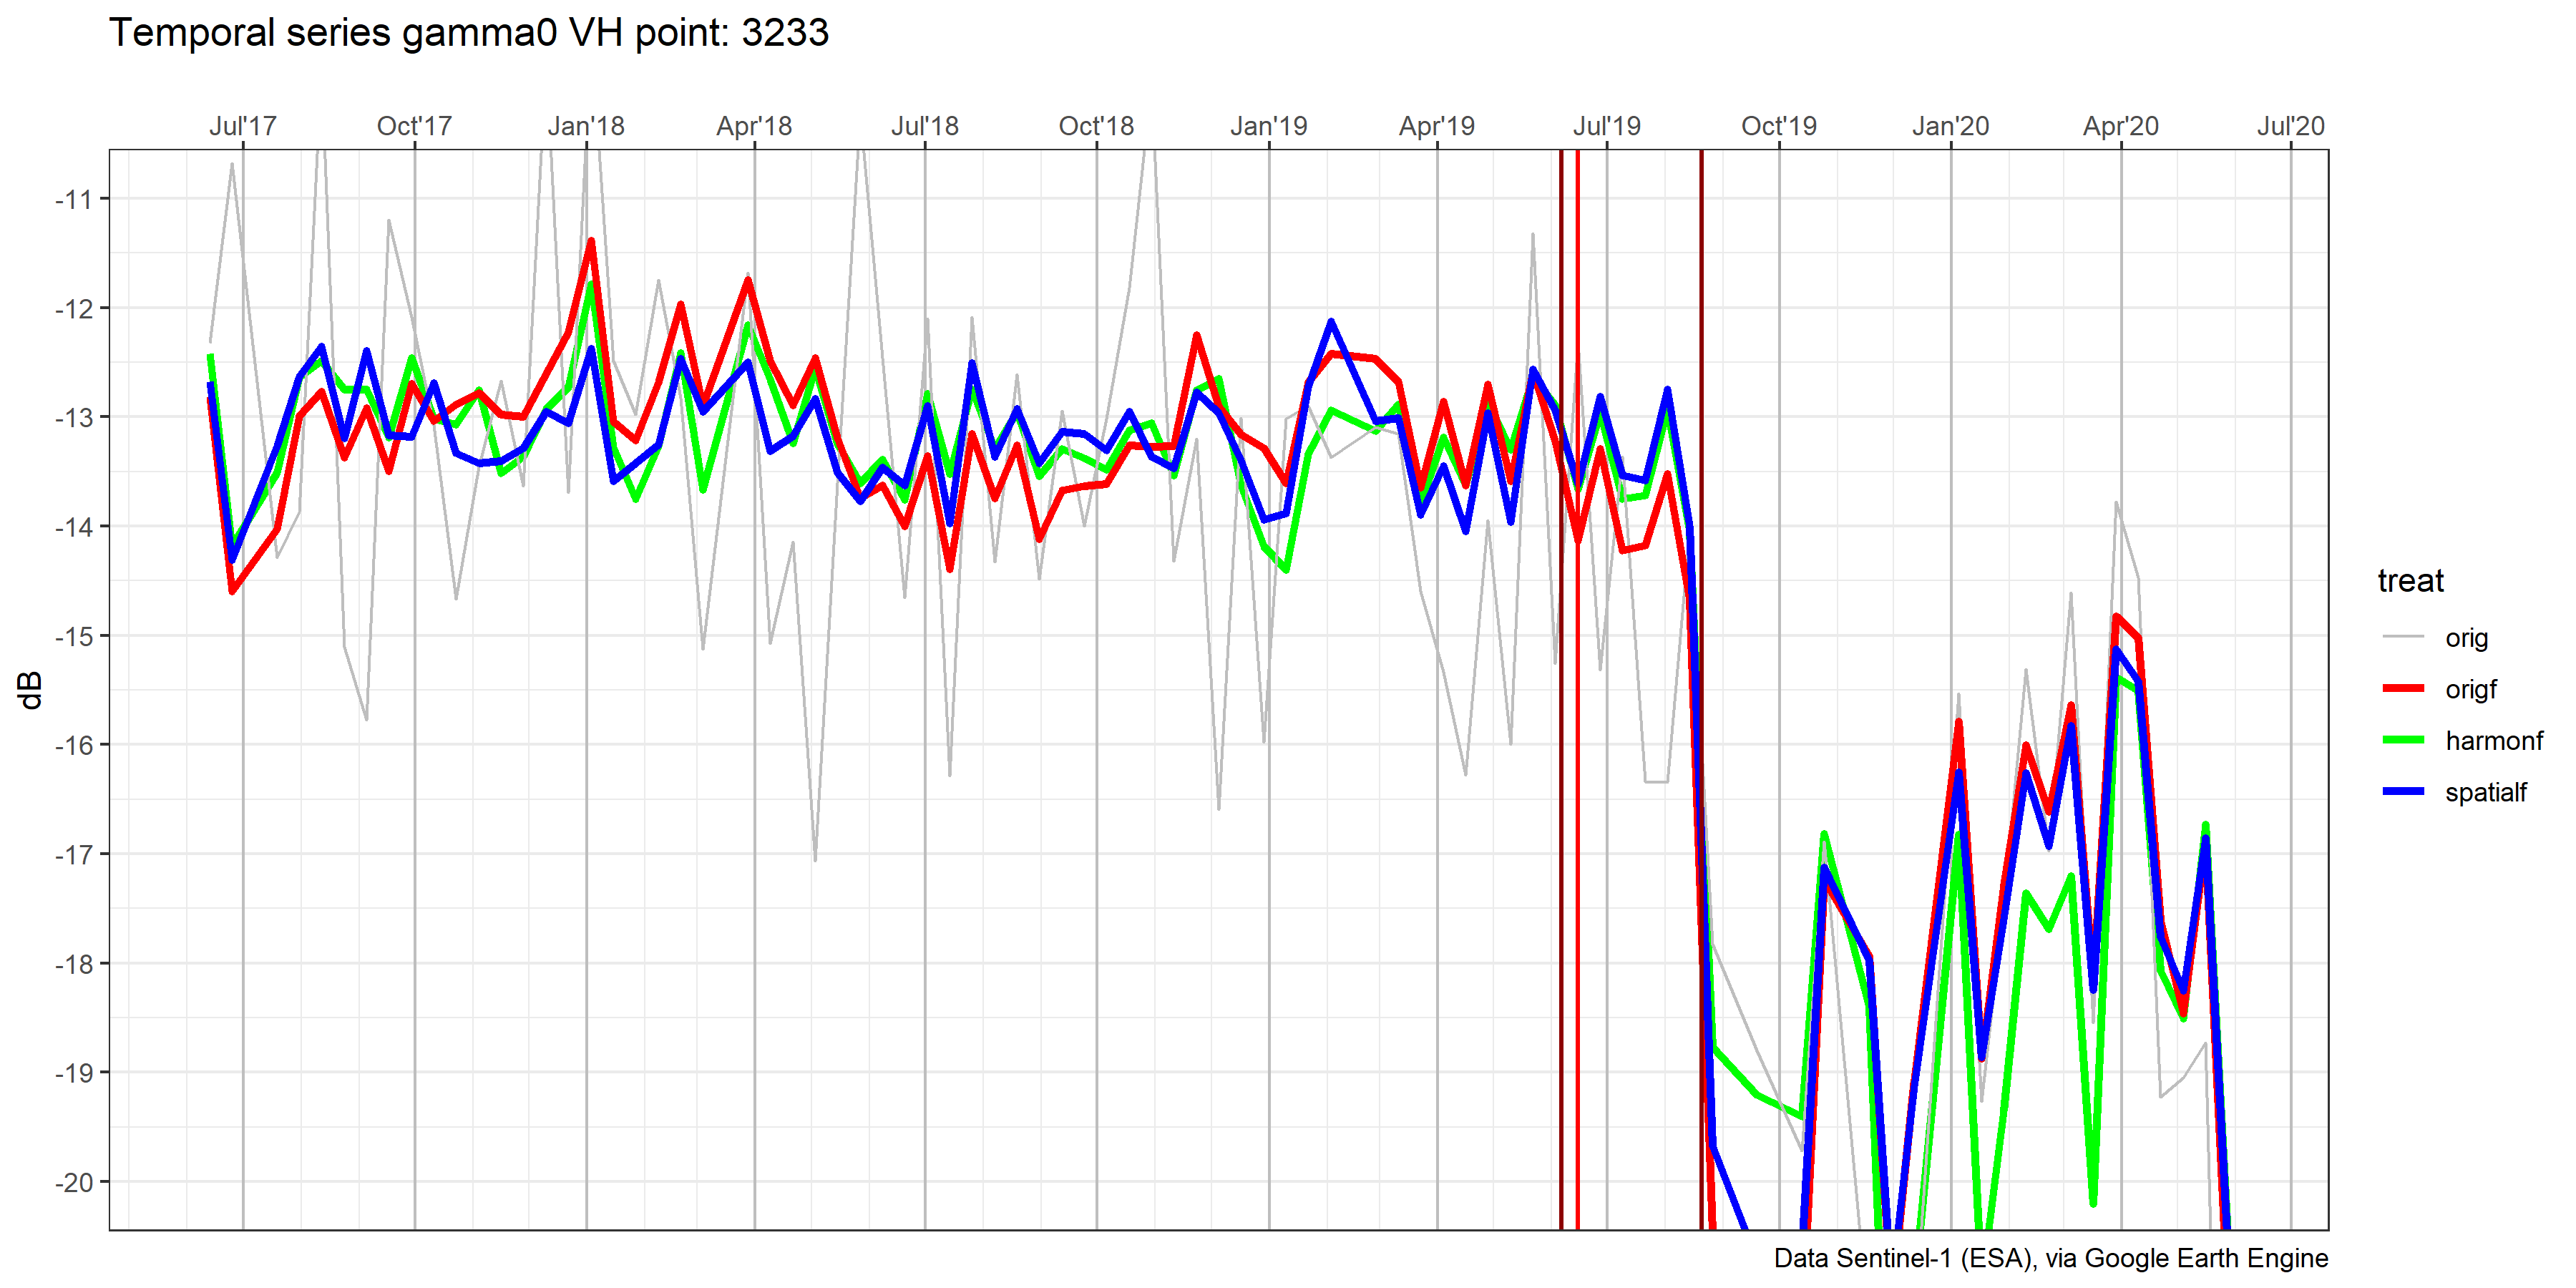 Temporal series gamma0 VH point: 3233
Jul'17 Oct'17 Jan'18 Apr'18 Jul'18 Oct'18 Jan'19 Apr'19 Jul'19 Oct'19 Jan'20 Apr'20 Jul'20
-11
-12
-13
-14
-15
-16
-17
-18
-19
-20
dB
treat
orig
origf
harmonf
spatialf
Data Sentinel-1 (ESA), via Google Earth Engine